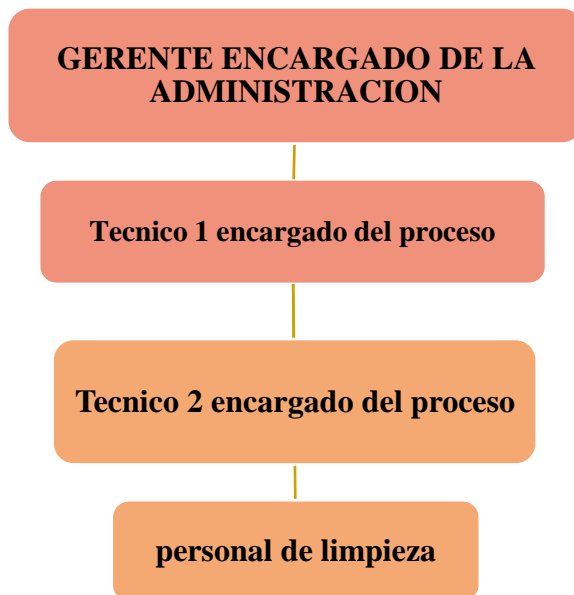 GERENTE ENCARGADO DE LA
ADMINISTRACION
Tecnico 1 encargado del proceso
Tecnico 2 encargado del proceso
personal de limpieza